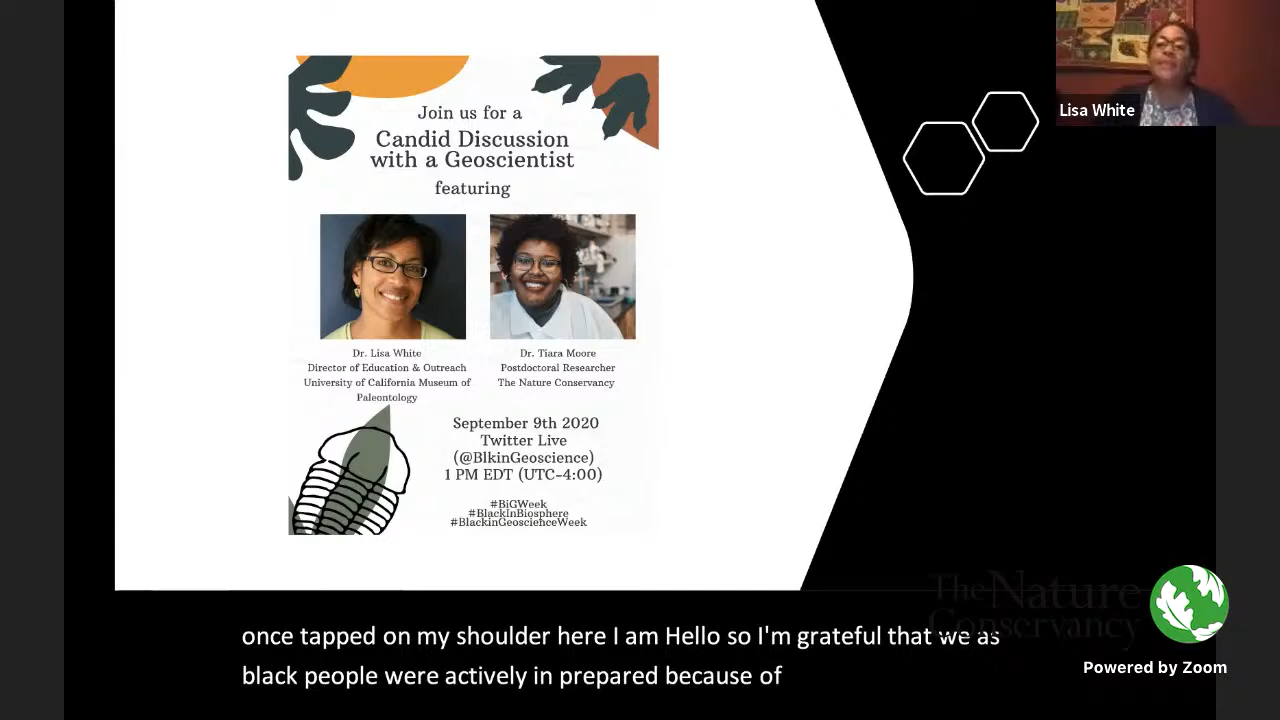 Join us for a
Candid Discussion
with a Geoscientist
featuring
Dr. Lisa White
Director of Education & Outreach
University of California Museum of
Paleontology
Dr. Tiara Moore
Postdoctoral Researcher
The Nature Conservancy
September 9th 2020
Twitter Live
(@BlkinGeoscience)
1 PM EDT (UTC-4:00)
#BiGWeek
#BlackInBiosphere
#BlackinGeoscienceWeek
Lisa White
The Nature
Conservancy
Powered by Zoom
once tapped on my shoulder here I am Hello so I'm grateful that we as
black people were actively in prepared because of